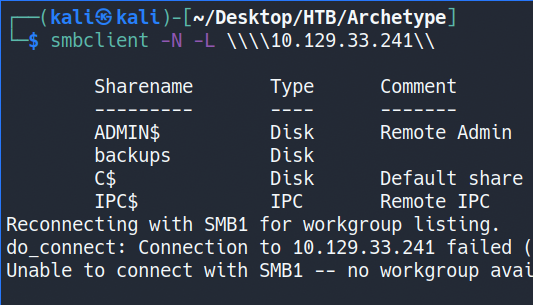 ┌──(kali㉿kali)-[~/Desktop/HTB/Archetype]
└─$ smbclient -N -L \\\\10.129.33.241\\
Sharename Type Comment
--------- ---- -------
ADMIN$ Disk Remote Admin
backups Disk
C$ Disk Default share
IPC$ IPC Remote IPC
Reconnecting with SMB1 for workgroup listing.
do_connect: Connection to 10.129.33.241 failed (
Unable to connect with SMB1 -- no workgroup avai